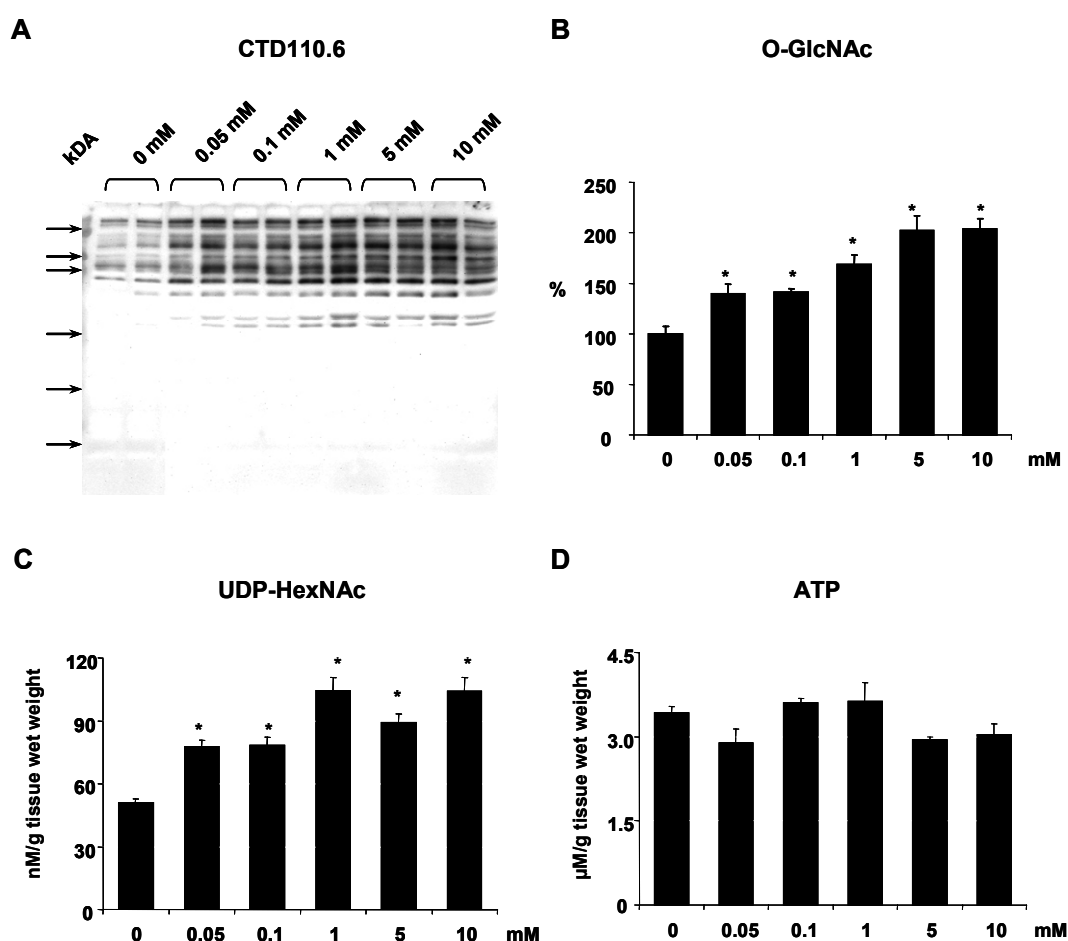 A
CTD110.6
kDA 0 mM 0.05 mM 0.1 mM 1 mM 5 mM 10 mM
B
O-GlcNAc
250
200
150
100
50
0
%
*
*
*
*
*
0 0.05 0.1 1 5 10 mM
C
UDP-HexNAc
nM/g tissue wet weight
120
90
60
30
0
*
*
*
*
*
0 0.05 0.1 1 5 10 mM
D
ATP
µM/g tissue wet weight
4.5
3.0
1.5
0
0 0.05 0.1 1 5 10 mM